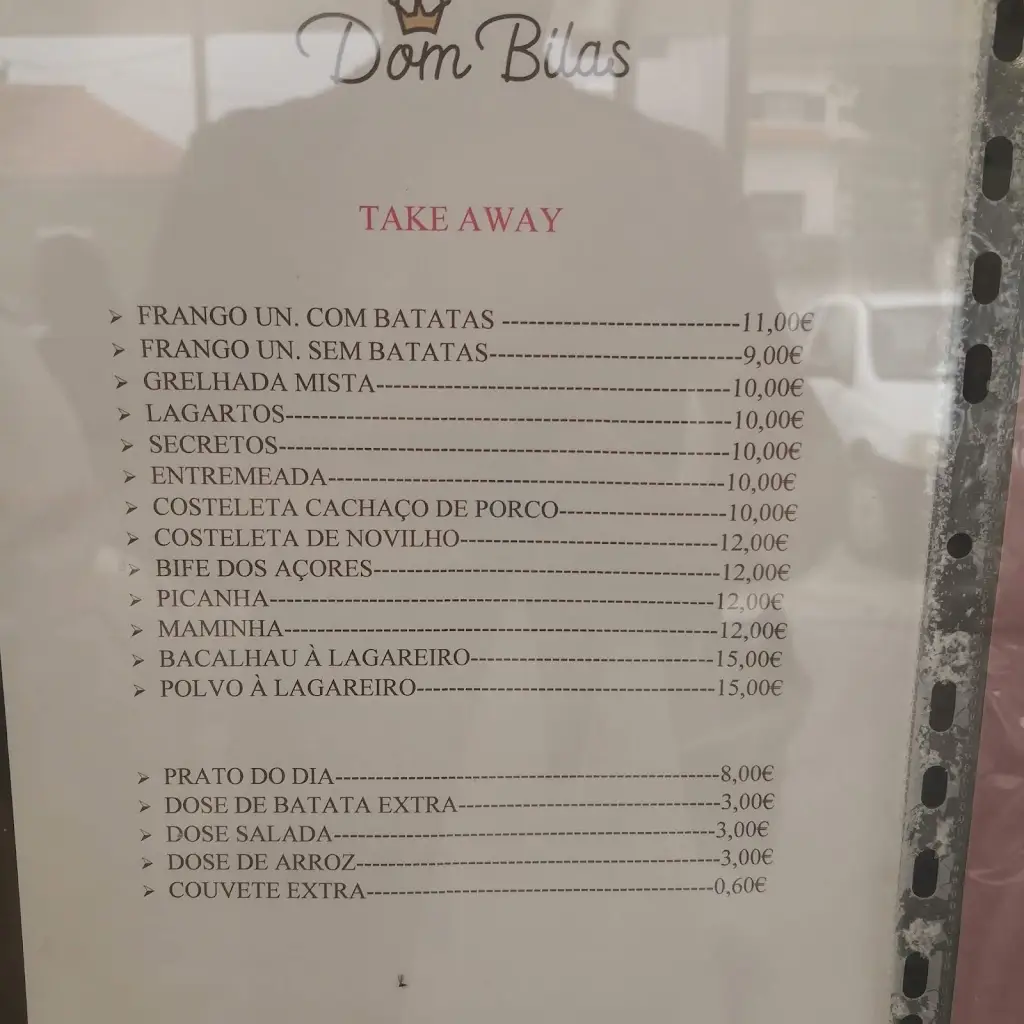 Dom Bilas
TAKE AWAY
➢ FRANGO UN. COM BATATAS ---------------------------11,00€
➢ FRANGO UN. SEM BATATAS-----------------------------9,00€
➢ GRELHADA MISTA-----------------------------------------10,00€
➢ LAGARTOS---------------------------------------------------10,00€
➢ SECRETOS----------------------------------------------------10,00€
➢ ENTREMEADA----------------------------------------------10,00€
➢ COSTELETA CACHAÇO DE PORCO-------------------10,00€
➢ COSTELETA DE NOVILHO------------------------------12,00€
➢ BIFE DOS AÇORES-----------------------------------------12,00€
➢ PICANHA-----------------------------------------------------12,00€
➢ MAMINHA---------------------------------------------------12,00€
➢ BACALHAU À LAGAREIRO----------------------------15,00€
➢ POLVO À LAGAREIRO-----------------------------------15,00€
➢ PRATO DO DIA----------------------------------------------8,00€
➢ DOSE DE BATATA EXTRA-------------------------------3,00€
➢ DOSE SALADA----------------------------------------------3,00€
➢ DOSE DE ARROZ--------------------------------------------3,00€
➢ COUVETE EXTRA------------------------------------------0,60€